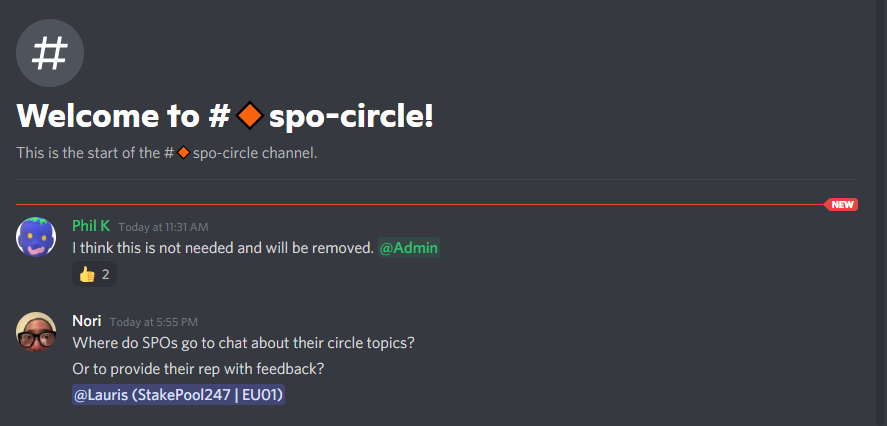 #
Welcome to #🔶spo-circle!
This is the start of the #🔶spo-circle channel.
NEW
Phil K Today at 11:31 AM
I think this is not needed and will be removed. @Admin
👍 2
Nori Today at 5:55 PM
Where do SPOs go to chat about their circle topics?
Or to provide their rep with feedback?
@Lauris (StakePool247 | EU01)